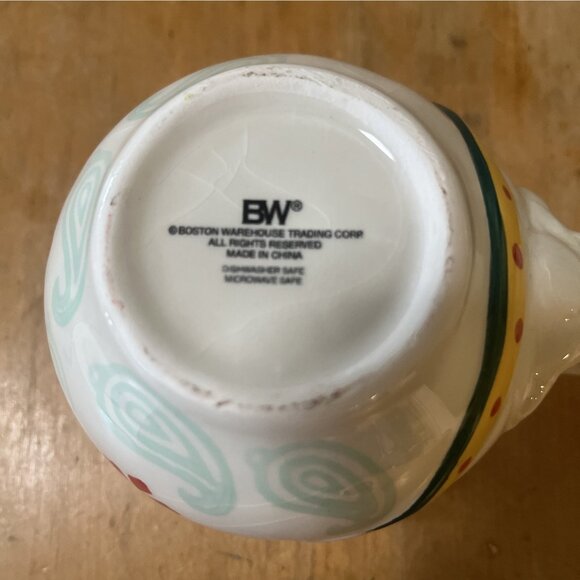 BW®
©BOSTON WAREHOUSE TRADING CORP.
ALL RIGHTS RESERVED
MADE IN CHINA
DISHWASHER SAFE
MICROWAVE SAFE